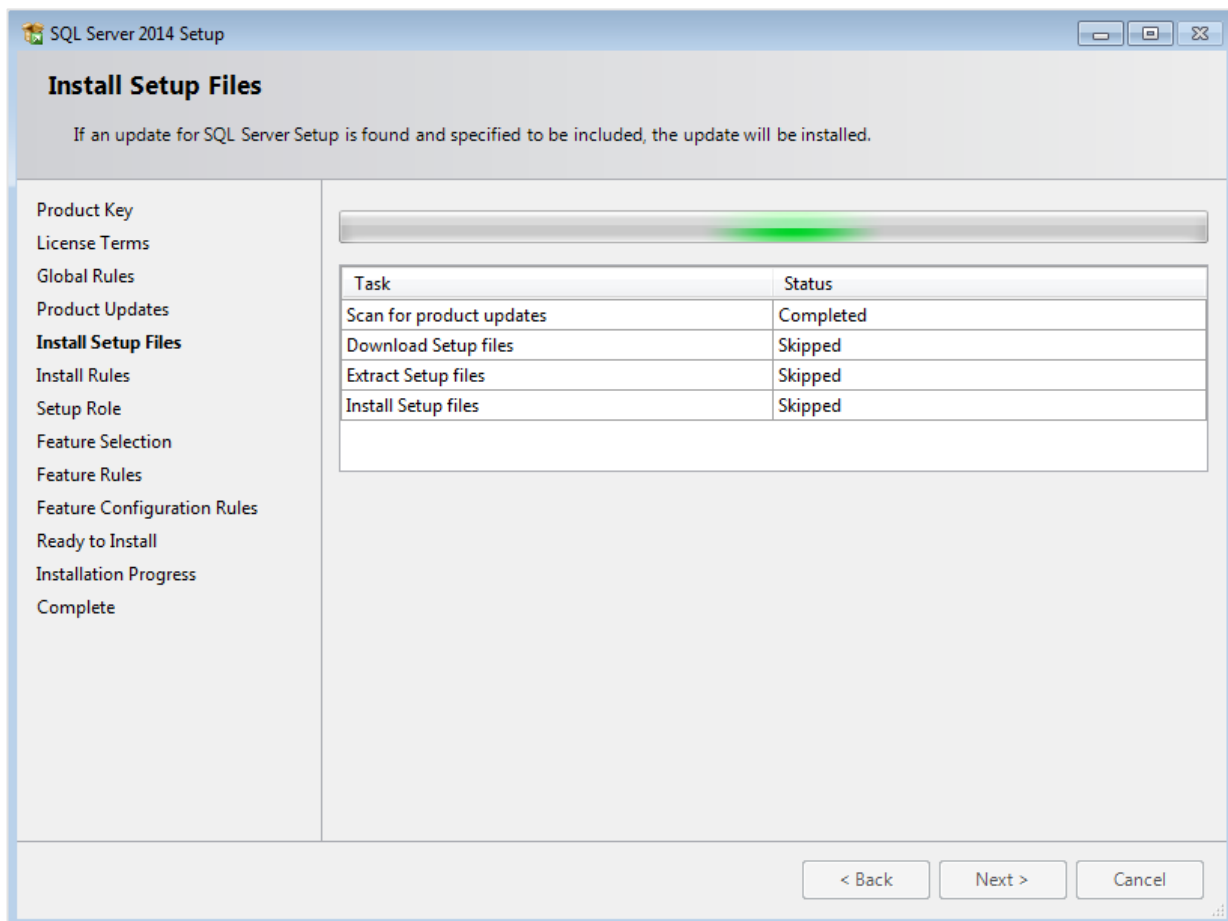 SQL Server 2014 Setup
Install Setup Files
If an update for SQL Server Setup is found and specified to be included, the update will be installed.
Product Key
License Terms
Global Rules
Product Updates
Install Setup Files
Install Rules
Setup Role
Feature Selection
Feature Rules
Feature Configuration Rules
Ready to Install
Installation Progress
Complete
Task Status
Scan for product updates Completed
Download Setup files Skipped
Extract Setup files Skipped
Install Setup files Skipped
< Back Next > Cancel